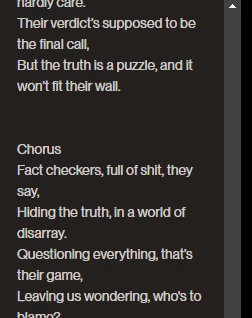 hardly care.
Their verdict's supposed to be
the final call,
But the truth is a puzzle, and it
won't fit their wall.
Chorus
Fact checkers, full of shit, they
say,
Hiding the truth, in a world of
disarray.
Questioning everything, that's
their game,
Leaving us wondering, who's to
blame?